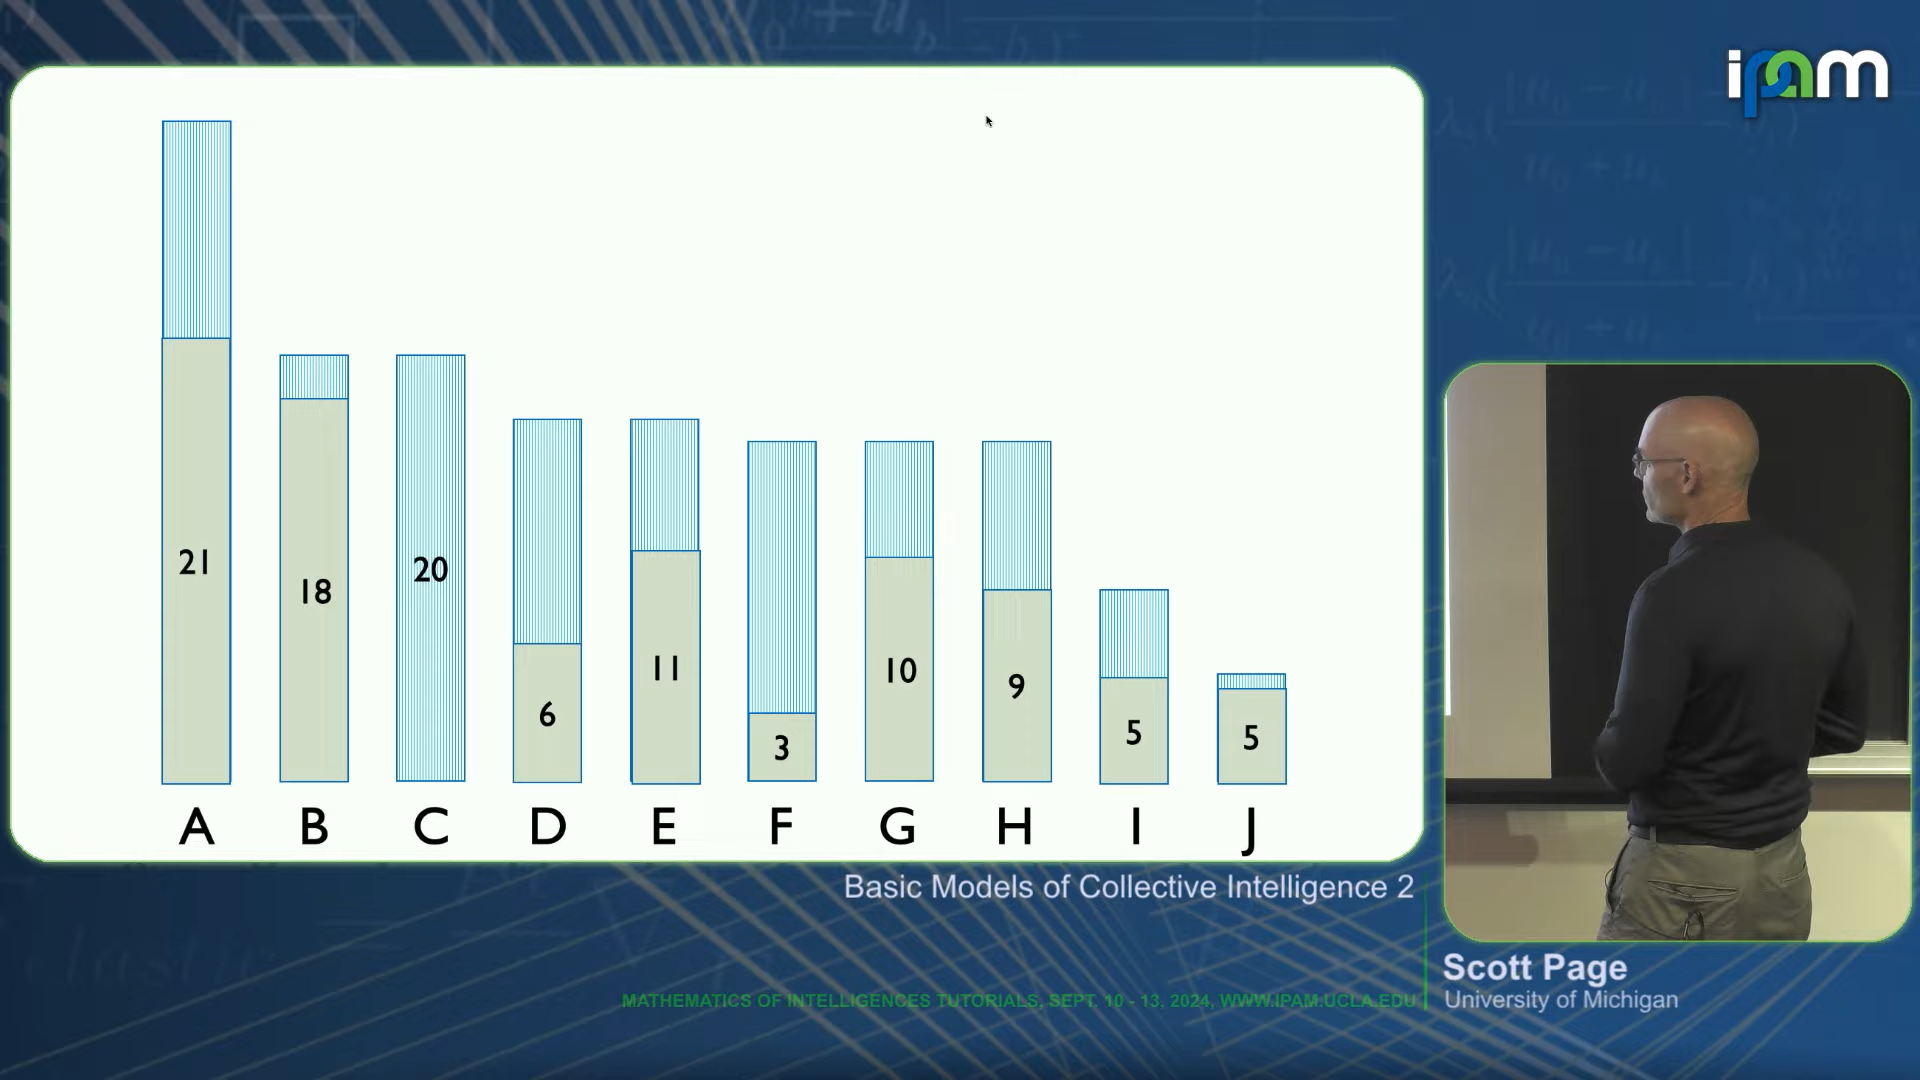 ipam
21
18
20
6
11
3
10
9
5
5
A B C D E F G H I J
Basic Models of Collective Intelligence 2
Scott Page
University of Michigan
MATHEMATICS OF INTELLIGENCES TUTORIALS, SEPT. 10 - 13, 2024, WWW.IPAM.UCLA.EDU